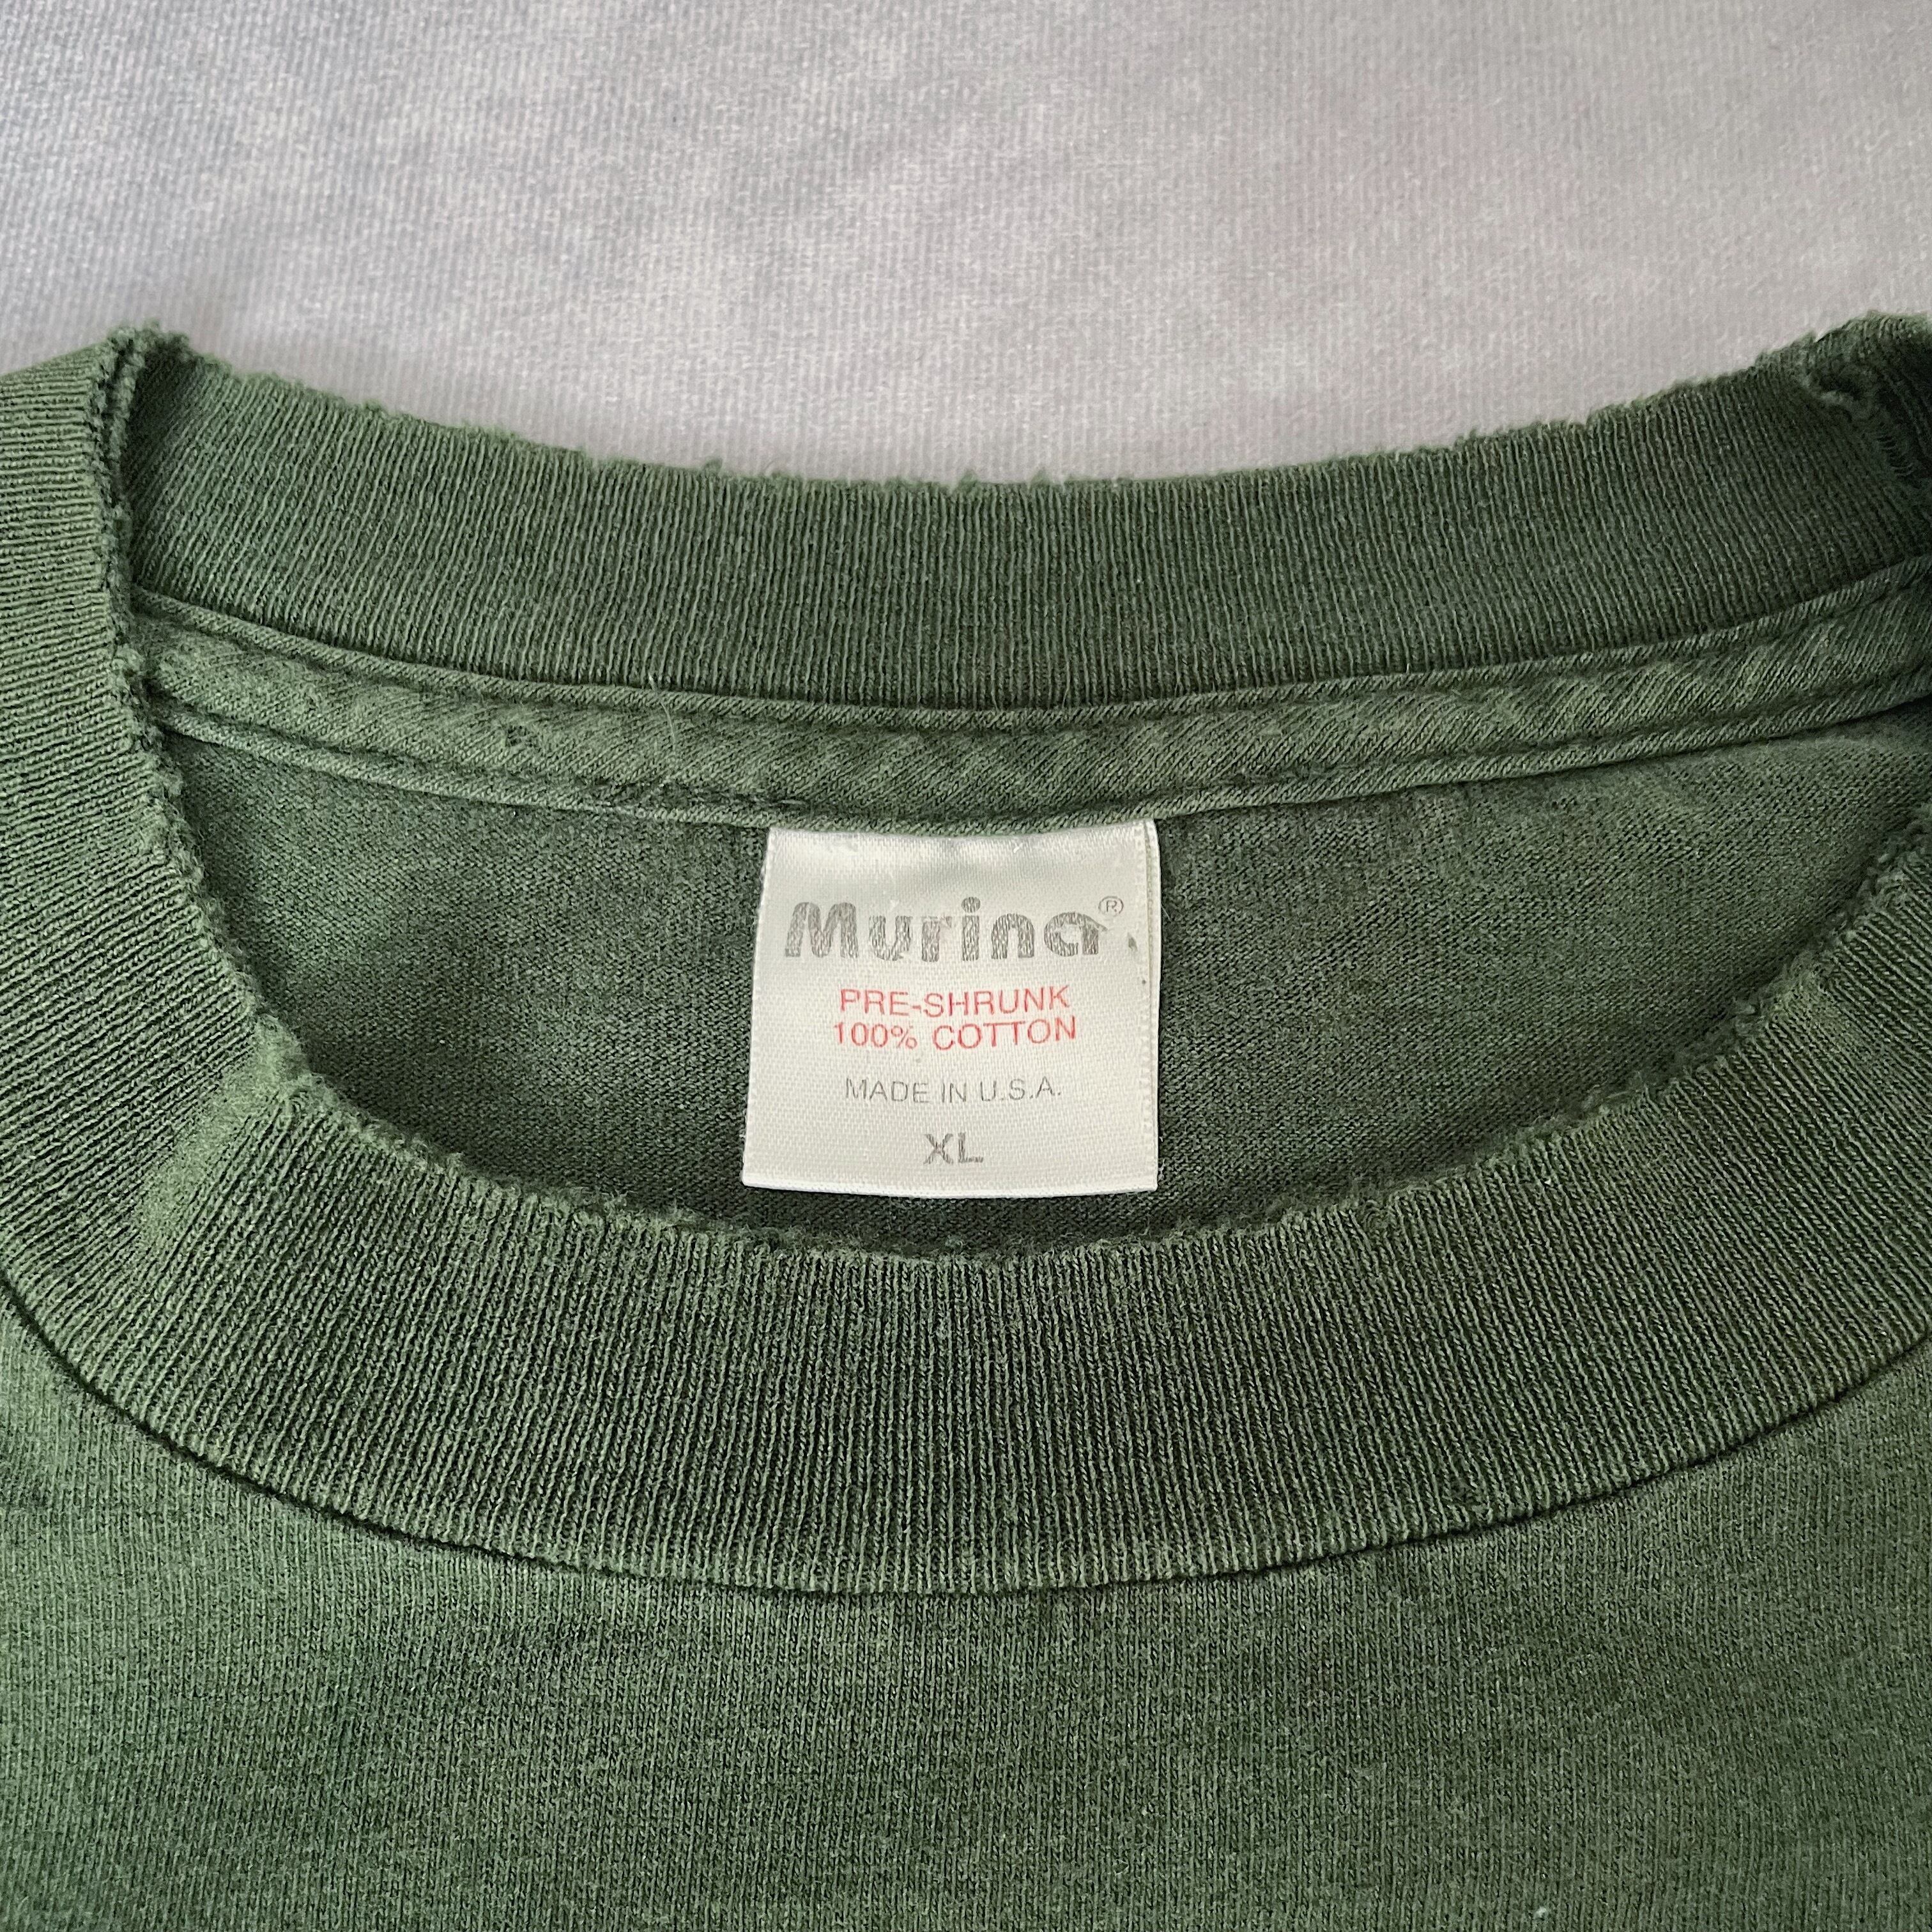 Murina®
PRE-SHRUNK
100% COTTON
MADE IN U.S.A.
XL